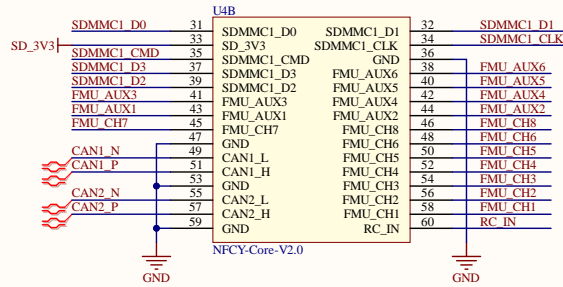 U4B
SDMMC1_D0 31 SDMMC1_D0 SDMMC1_D1 32 SDMMC1_D1
SD_3V3 33 SD_3V3 SDMMC1_CLK 34 SDMMC1_CLK
SDMMC1_CMD 35 SDMMC1_CMD GND 36
SDMMC1_D3 37 SDMMC1_D3 FMU_AUX6 38 FMU_AUX6
SDMMC1_D2 39 SDMMC1_D2 FMU_AUX5 40 FMU_AUX5
FMU_AUX3 41 FMU_AUX3 FMU_AUX4 42 FMU_AUX4
FMU_AUX1 43 FMU_AUX1 FMU_AUX2 44 FMU_AUX2
FMU_CH7 45 FMU_CH7 FMU_CH8 46 FMU_CH8
47 GND FMU_CH6 48 FMU_CH6
CAN1_N 49 CAN1_L FMU_CH5 50 FMU_CH5
CAN1_P 51 CAN1_H FMU_CH4 52 FMU_CH4
53 GND FMU_CH3 54 FMU_CH3
CAN2_N 55 CAN2_L FMU_CH2 56 FMU_CH2
CAN2_P 57 CAN2_H FMU_CH1 58 FMU_CH1
59 GND RC_IN 60 RC_IN
NFCY-Core-V2.0
GND GND